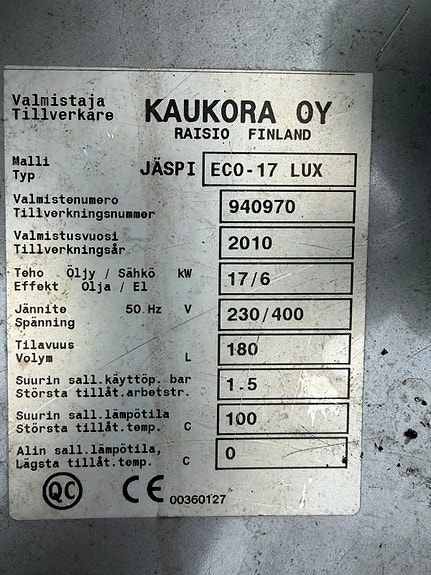 Valmistaja
Tillverkare
KAUKORA OY
RAISIO FINLAND
Malli
Typ
JÄSPI ECO-17 LUX
Valmistenumero
Tillverkningsnummer
940970
Valmistusvuosi
Tillverkningsår
2010
Teho Öljy / Sähkö kW
Effekt Olja / El
17/6
Jännite 50 Hz V
Spänning
230/400
Tilavuus
Volym L
180
Suurin sall.käyttöp. bar
Största tillåt.arbetstr.
1.5
Suurin sall.lämpötila
Största tillåt.temp. C
100
Alin sall.lämpötila,
Lägsta tillåt.temp. C
0
QC CE 00360127